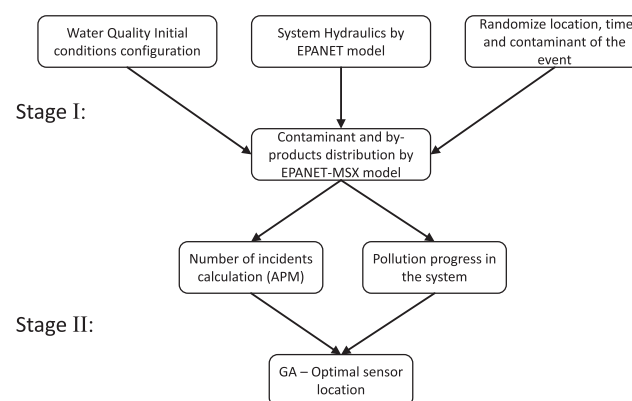 Water Quality Initial
conditions configuration
System Hydraulics by
EPANET model
Randomize location, time
and contaminant of the
event
Stage I:
Contaminant and by-
products distribution by
EPANET-MSX model
Number of incidents
calculation (APM)
Pollution progress in
the system
Stage II:
GA – Optimal sensor
location